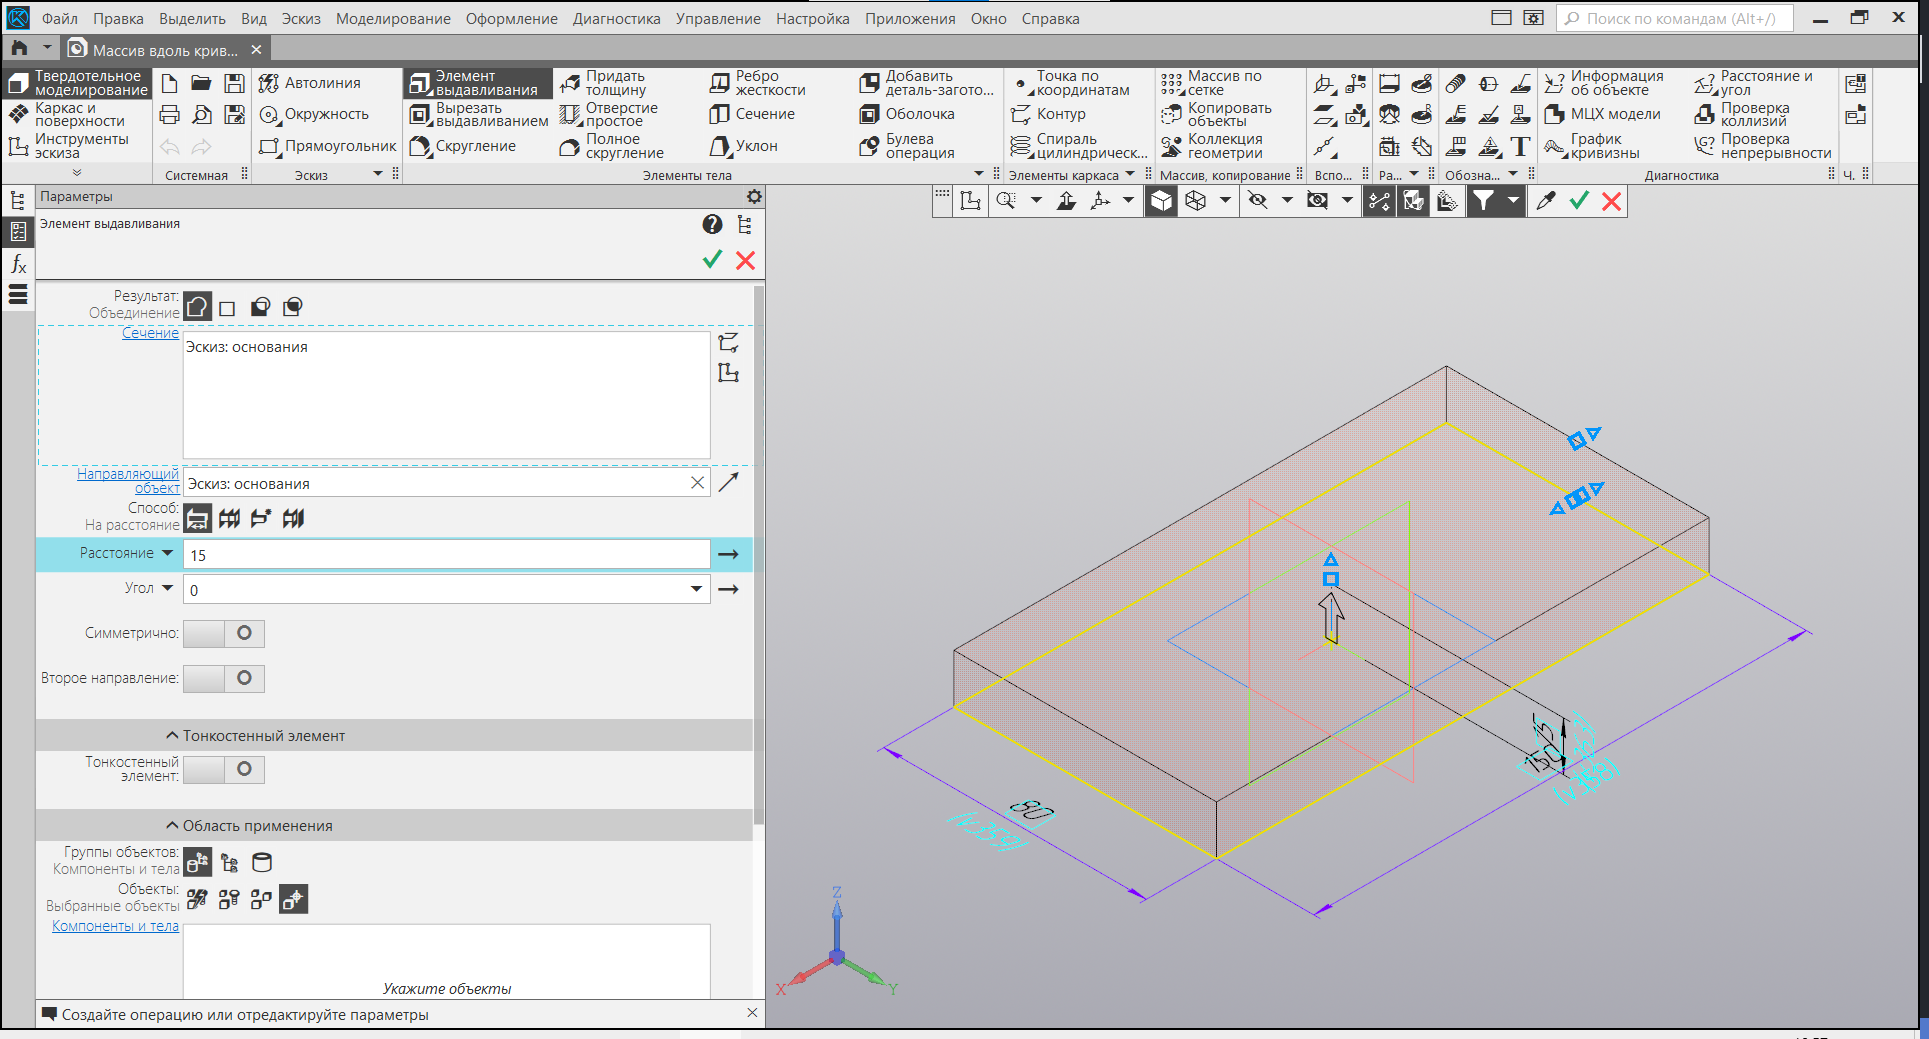 Файл Правка Выделить Вид Эскиз Моделирование Оформление Диагностика Управление Настройка Приложения Окно Справка
Поиск по командам (Alt+/)
Массив вдоль крив...
Твердотельное моделирование
Каркас и поверхности
Инструменты эскиза
Системная
Автолиния
Окружность
Прямоугольник
Эскиз
Элемент выдавливания
Вырезать выдавливанием
Скругление
Придать толщину
Отверстие простое
Полное скругление
Ребро жесткости
Сечение
Уклон
Добавить деталь-загото...
Оболочка
Булева операция
Элементы тела
Точка по координатам
Контур
Спираль цилиндрическ...
Элементы каркаса
Массив по сетке
Копировать объекты
Коллекция геометрии
Массив, копирование
Вспо...
Ра...
Обозна...
Информация об объекте
МЦХ модели
График кривизны
Расстояние и угол
Проверка коллизий
Проверка непрерывности
Диагностика
Ч.
Параметры
Элемент выдавливания
Результат:
Объединение
Сечение
Эскиз: основания
Направляющий объект
Эскиз: основания
Способ:
На расстояние
Расстояние
15
Угол
0
Симметрично:
Второе направление:
Тонкостенный элемент
Тонкостенный элемент:
Область применения
Группы объектов:
Компоненты и тела
Объекты:
Выбранные объекты
Компоненты и тела
Укажите объекты
Создайте операцию или отредактируйте параметры
80
Z
X
Y